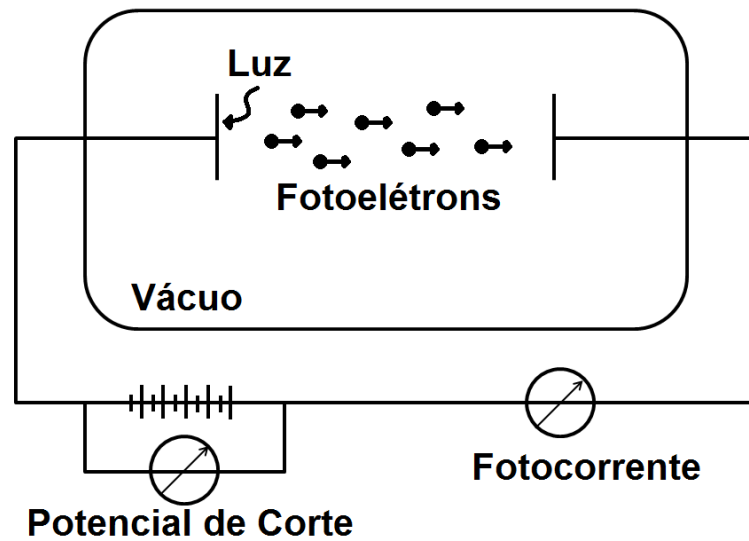 Luz
Fotoelétrons
Vácuo
Fotocorrente
Potencial de Corte